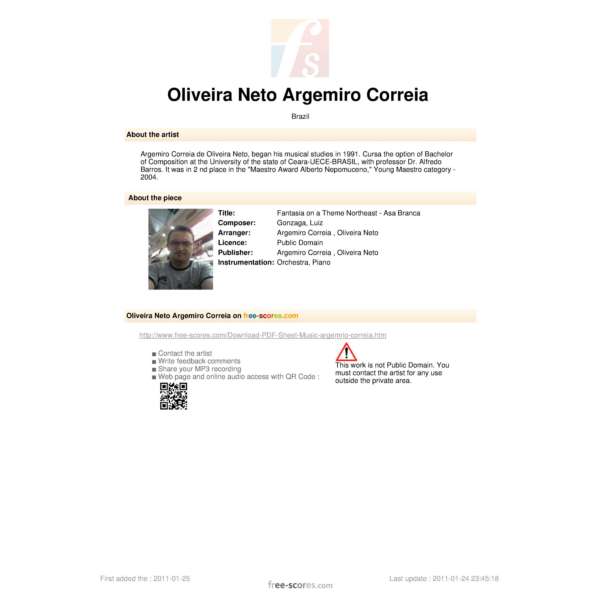 fs
Oliveira Neto Argemiro Correia
Brazil
About the artist
Argemiro Correia de Oliveira Neto, began his musical studies in 1991. Cursa the option of Bachelor
of Composition at the University of the state of Ceara-UECE-BRASIL, with professor Dr. Alfredo
Barros. It was in 2 nd place in the "Maestro Award Alberto Nepomuceno," Young Maestro category -
2004.
About the piece
Title: Fantasia on a Theme Northeast - Asa Branca
Composer: Gonzaga, Luiz
Arranger: Argemiro Correia , Oliveira Neto
Licence: Public Domain
Publisher: Argemiro Correia , Oliveira Neto
Instrumentation: Orchestra, Piano
Oliveira Neto Argemiro Correia on free-scores.com
http://www.free-scores.com/Download-PDF-Sheet-Music-argemrio-correia.htm
Contact the artist
Write feedback comments
Share your MP3 recording
Web page and online audio access with QR Code :
This work is not Public Domain. You
must contact the artist for any use
outside the private area.
First added the : 2011-01-25
free-scores.com
Last update : 2011-01-24 23:45:18